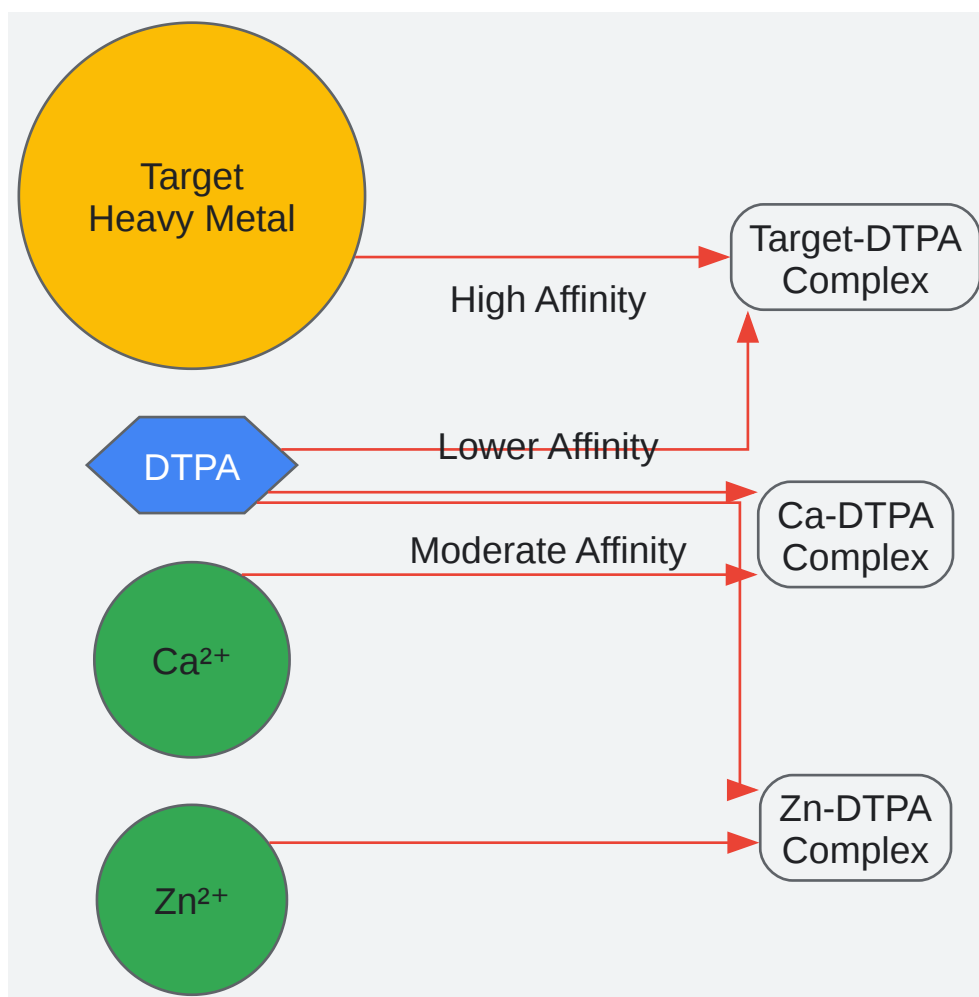 Target
Heavy Metal
Target-DTPA
Complex
High Affinity
Lower Affinity
DTPA
Ca-DTPA
Complex
Moderate Affinity
Ca²⁺
Zn-DTPA
Complex
Zn²⁺